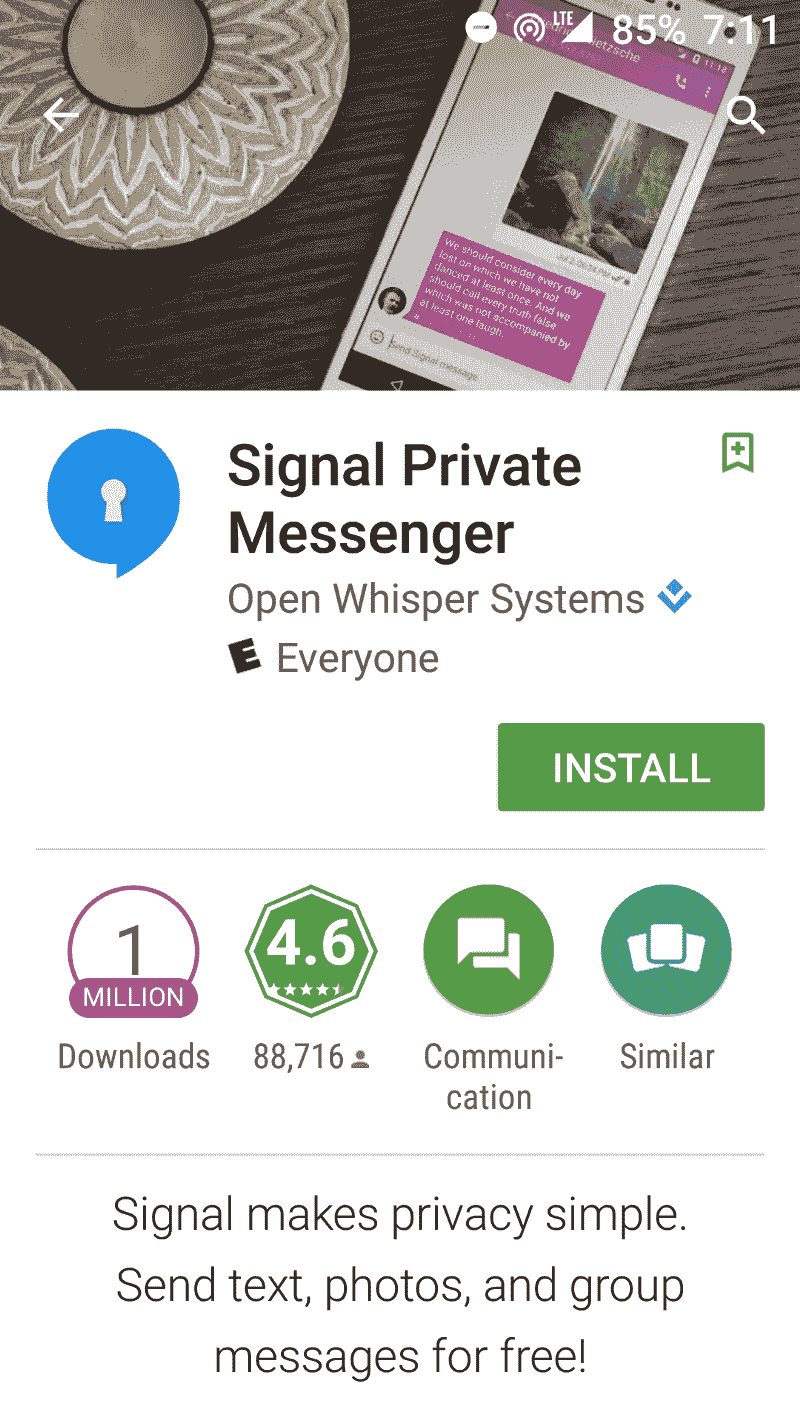 LTE 85% 7:11
We should consider every day
lost on which we have not
danced at least once. And we
should call every truth false
which was not accompanied by
at least one laugh.
Send Signal message
Signal Private
Messenger
Open Whisper Systems
E Everyone
INSTALL
1
MILLION
4.6
Downloads
88,716
Communi-
cation
Similar
Signal makes privacy simple.
Send text, photos, and group
messages for free!